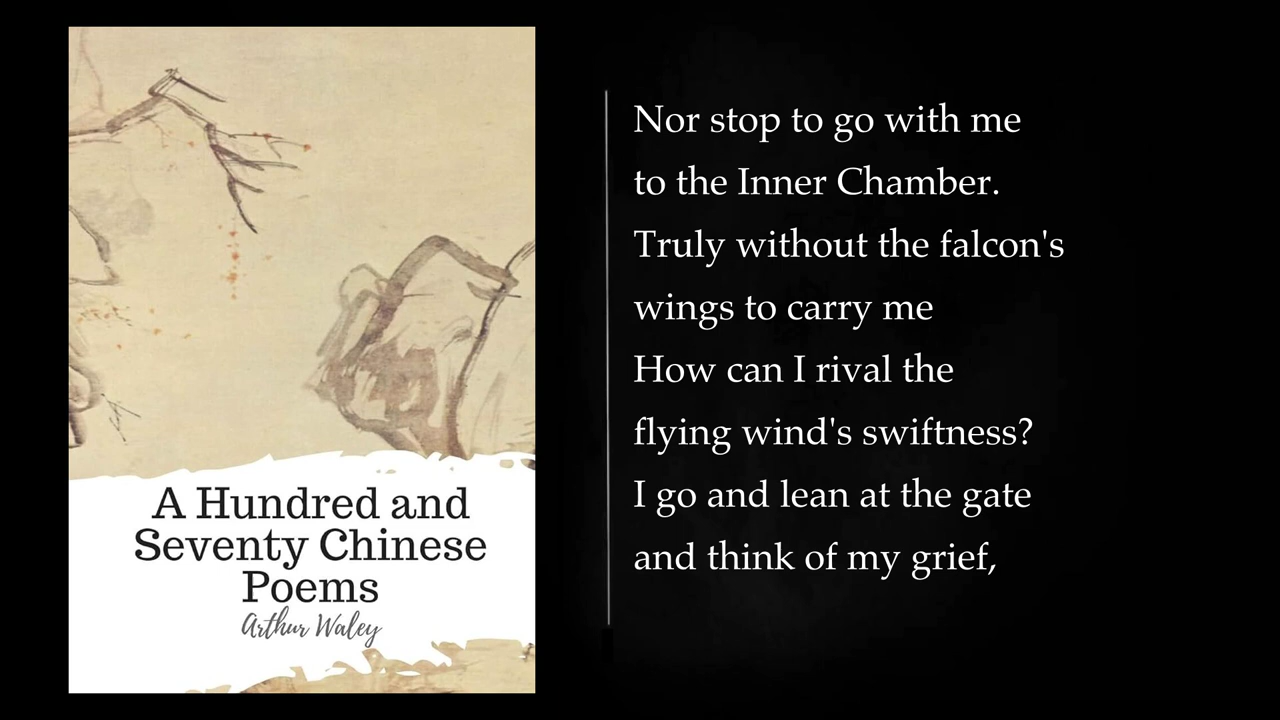 A Hundred and
Seventy Chinese
Poems
Arthur Waley
Nor stop to go with me
to the Inner Chamber.
Truly without the falcon's
wings to carry me
How can I rival the
flying wind's swiftness?
I go and lean at the gate
and think of my grief,